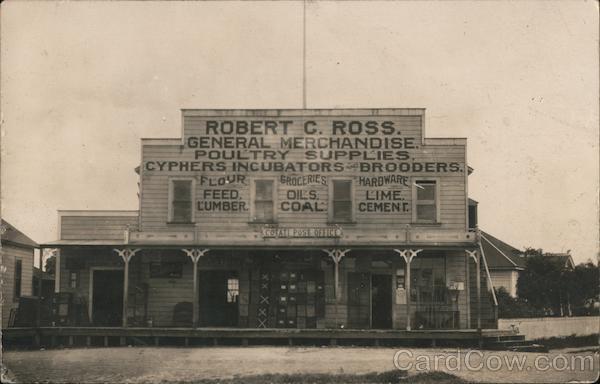 ROBERT C. ROSS.
GENERAL MERCHANDISE.
POULTRY SUPPLIES.
CYPHERS INCUBATORS AND BROODERS.
FLOUR GROCERIES HARDWARE
FEED, OILS, LIME,
LUMBER. COAL. CEMENT.
COTATI POST OFFICE
CardCow.com